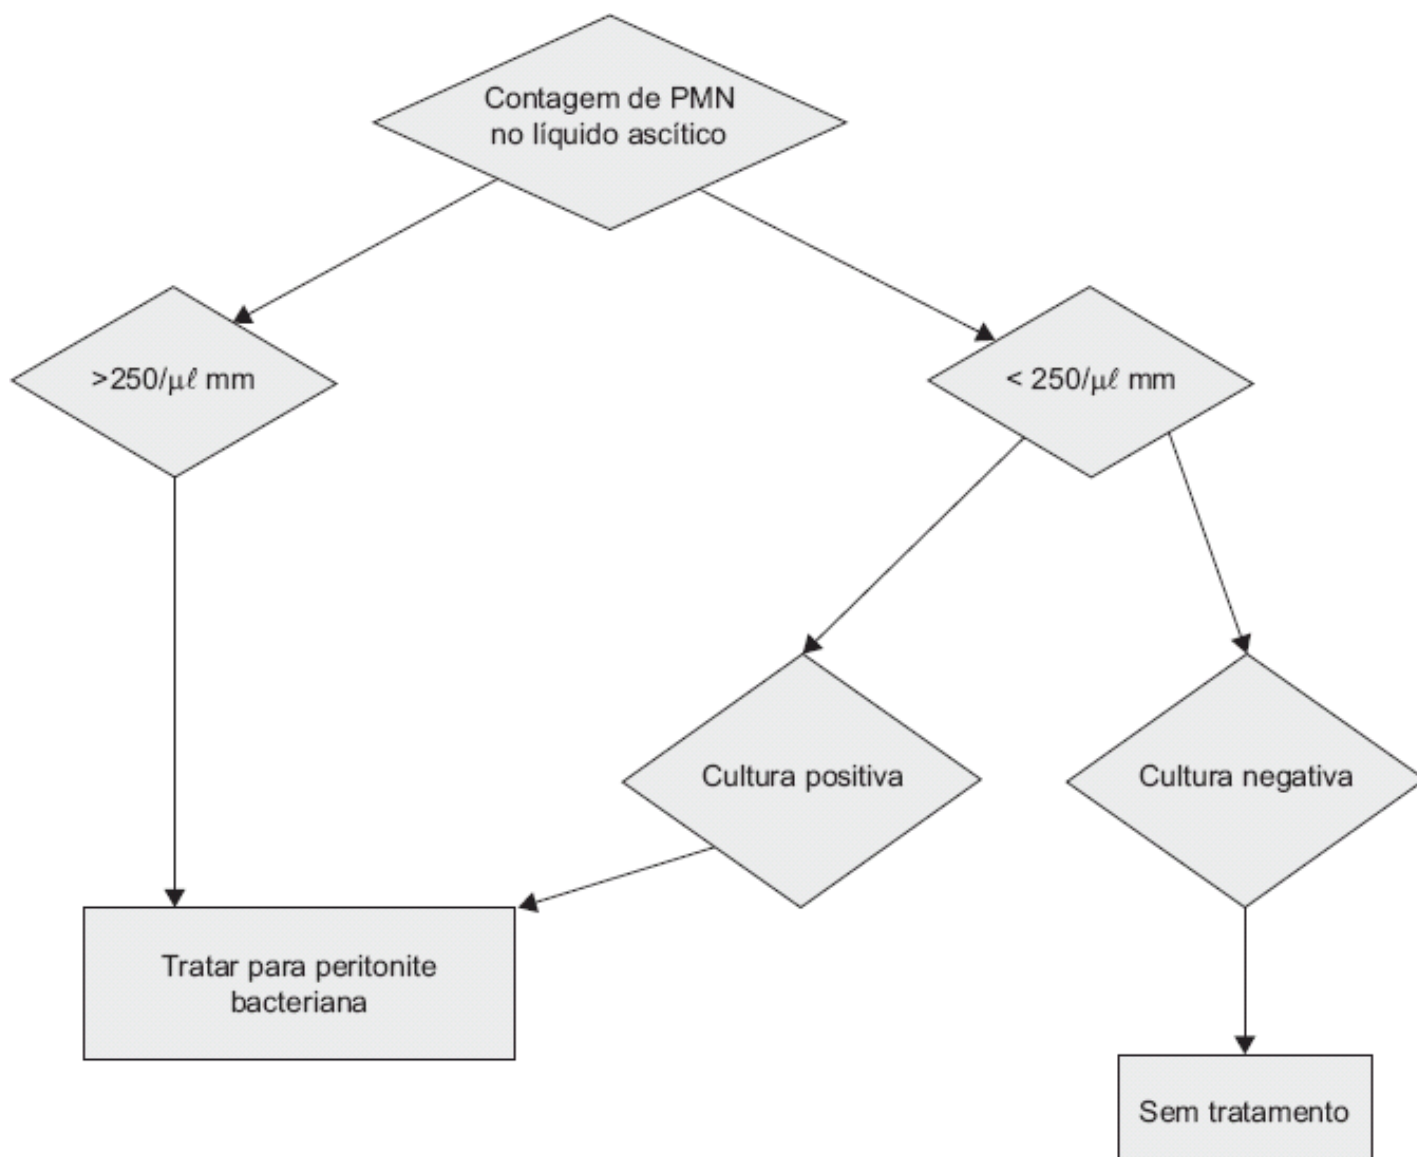 Contagem de PMN
no líquido ascítico
>250/µℓ mm
< 250/µℓ mm
Cultura positiva
Cultura negativa
Tratar para peritonite
bacteriana
Sem tratamento